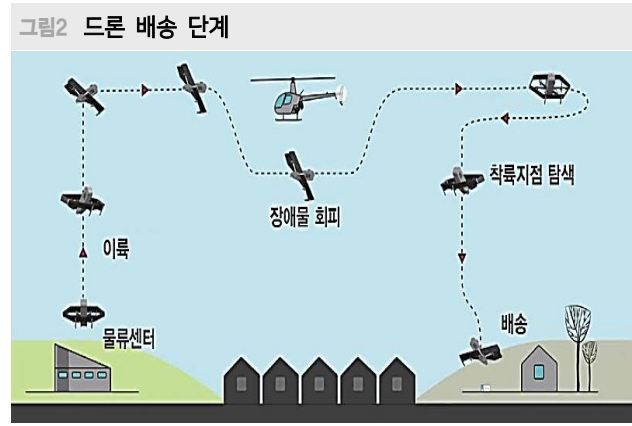 그림2 드론 배송 단계
착륙지점 탐색
장애물 회피
이륙
배송
물류센터